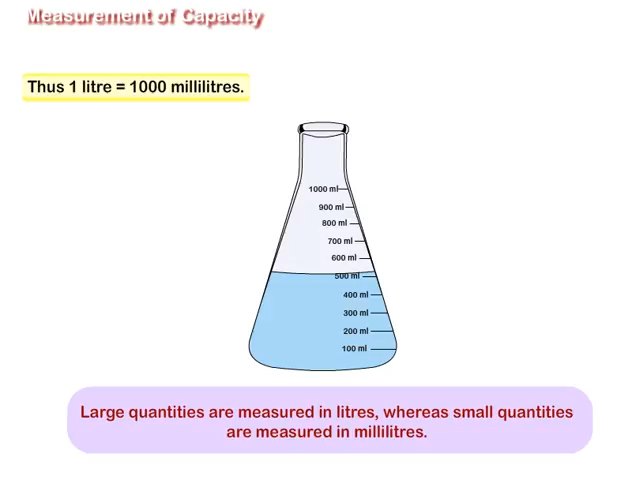 Measurement of Capacity
Thus 1 litre = 1000 millilitres.
1000 ml
900 ml
800 ml
700 ml
600 ml
500 ml
400 ml
300 ml
200 ml
100 ml
Large quantities are measured in litres, whereas small quantities
are measured in millilitres.